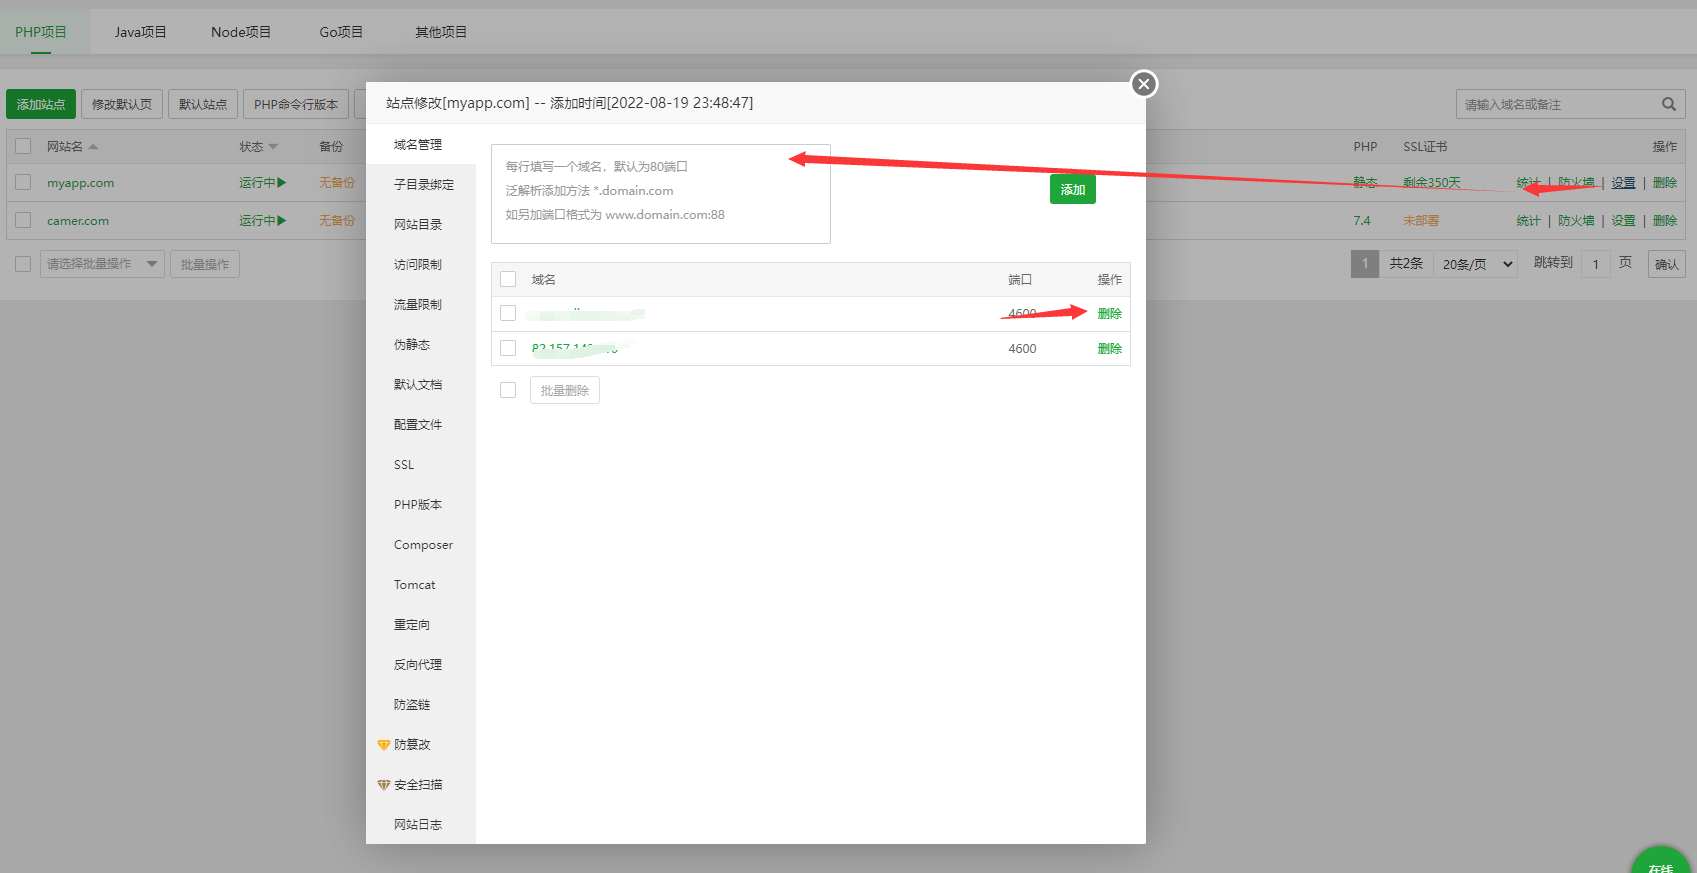 PHP项目 Java项目 Node项目 Go项目 其他项目
添加站点 修改默认页 默认站点 PHP命令行版本 请输入域名或备注
网站名 状态 备份 PHP SSL证书 操作
myapp.com 运行中 无备份 静态 剩余350天 统计 | 防火墙 | 设置 | 删除
camer.com 运行中 无备份 7.4 未部署 统计 | 防火墙 | 设置 | 删除
请选择批量操作 批量操作 1 共2条 20条/页 跳转到 1 页 确认
站点修改[myapp.com] -- 添加时间[2022-08-19 23:48:47]
域名管理
子目录绑定
网站目录
访问限制
流量限制
伪静态
默认文档
配置文件
SSL
PHP版本
Composer
Tomcat
重定向
反向代理
防盗链
防篡改
安全扫描
网站日志
每行填写一个域名，默认为80端口
泛解析添加方法 *.domain.com
如另加端口格式为 www.domain.com:88
添加
域名 端口 操作
4600 删除
4600 删除
批量删除
在线